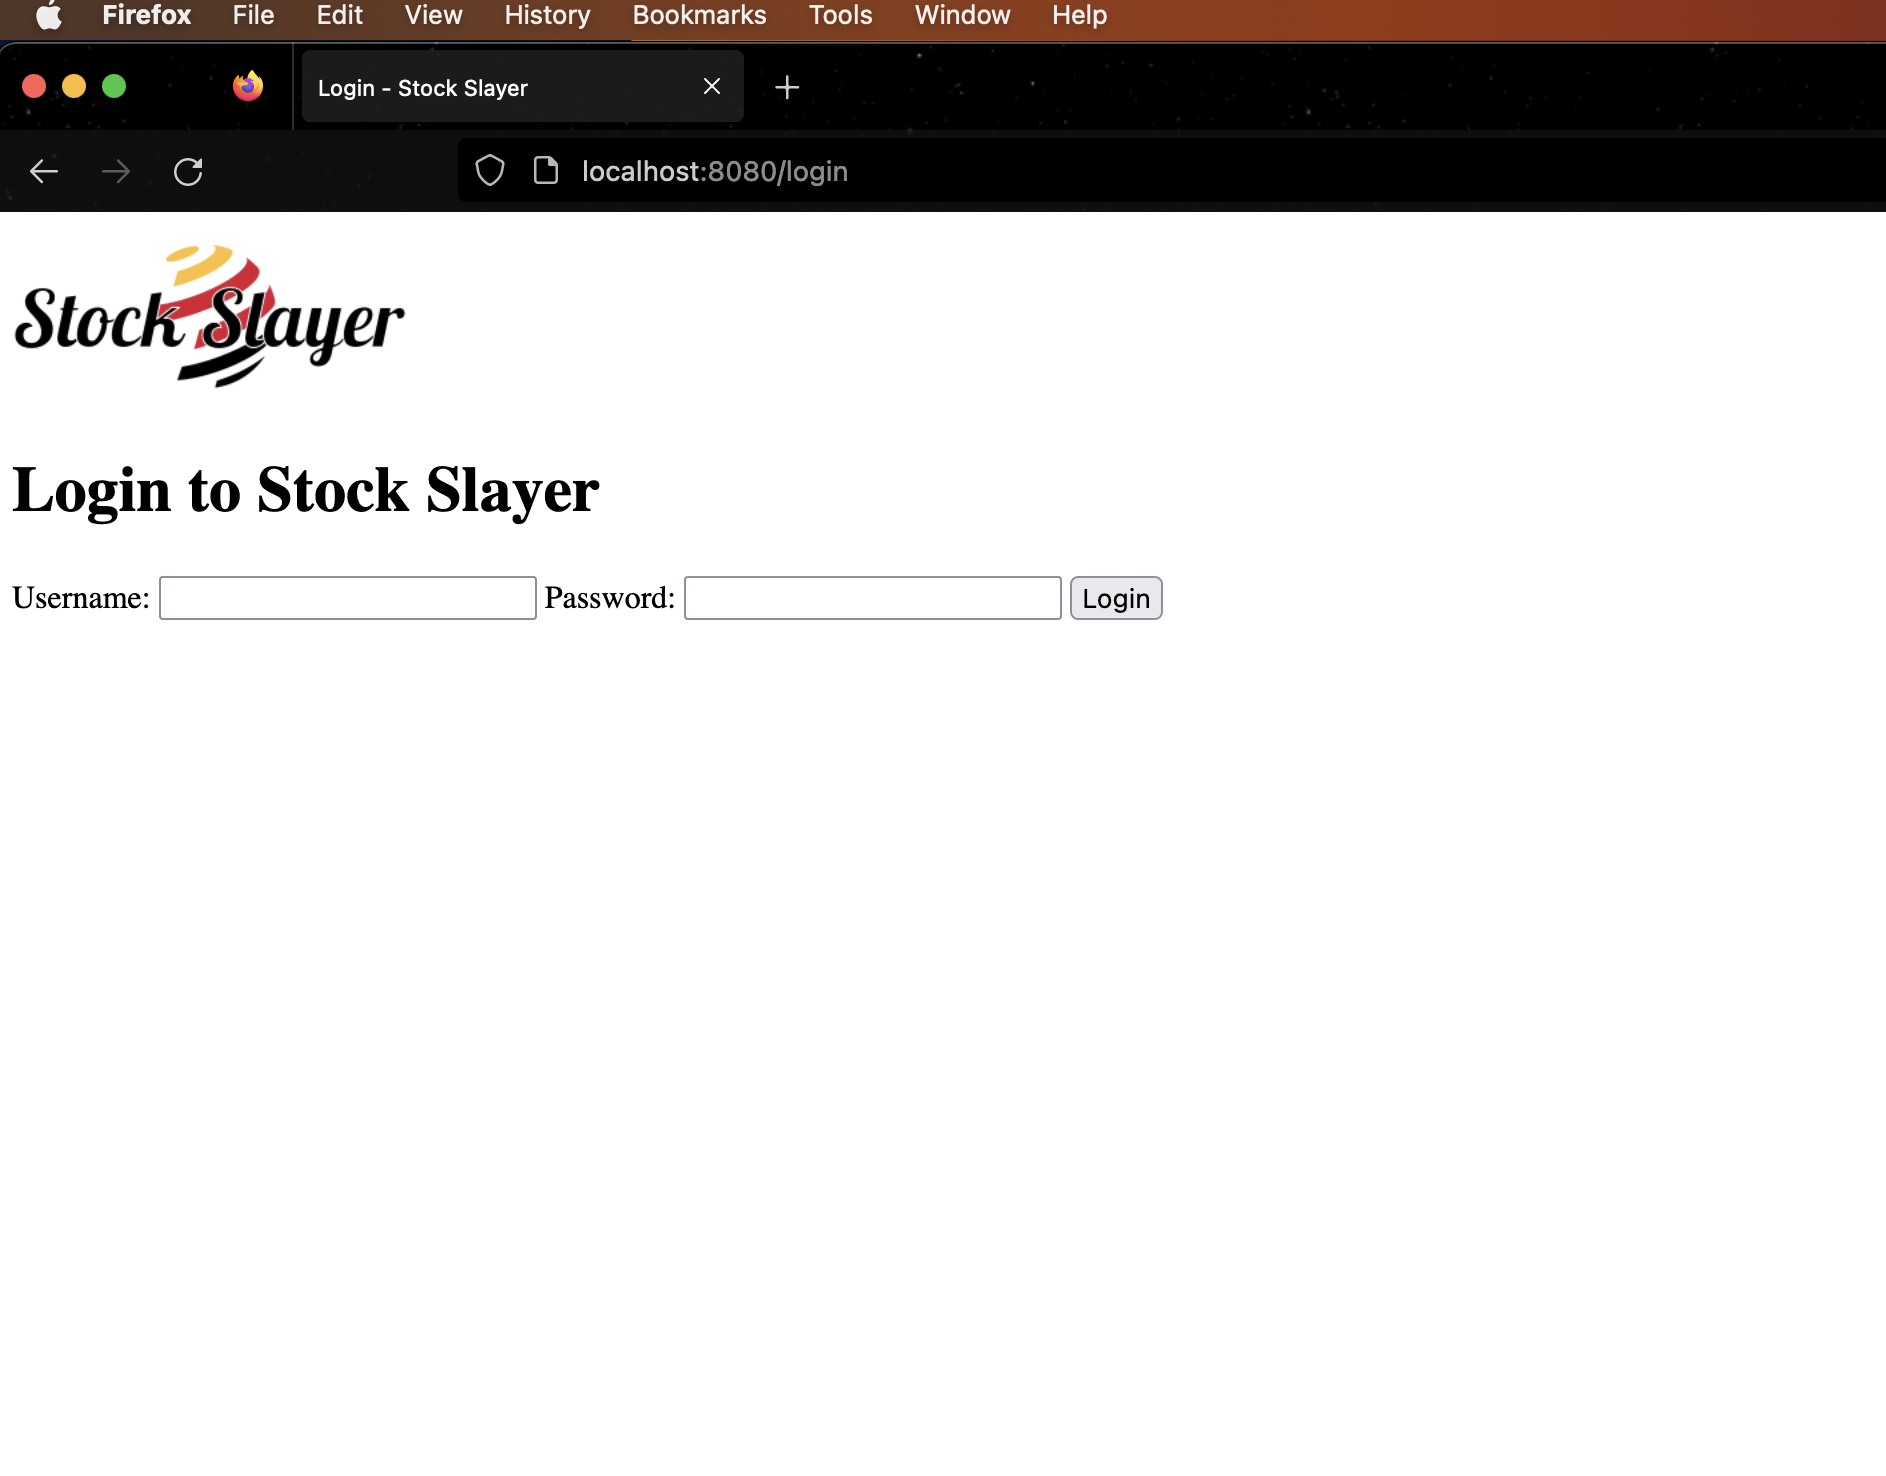 Firefox File Edit View History Bookmarks Tools Window Help
Login - Stock Slayer
localhost:8080/login
Stock Slayer
Login to Stock Slayer
Username: Password: Login